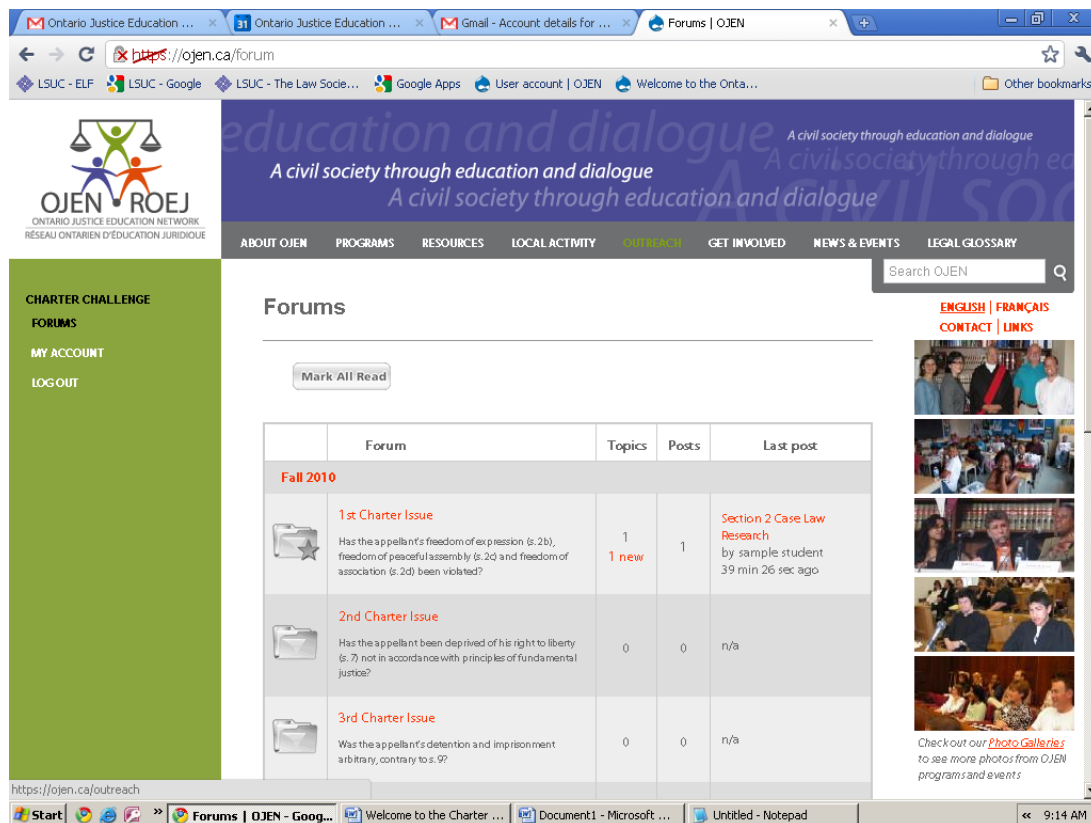 Ontario Justice Education ...
Ontario Justice Education ...
Gmail - Account details for ...
Forums | OJEN
https://ojen.ca/forum
LSUC - ELF
LSUC - Google
LSUC - The Law Socie...
Google Apps
User account | OJEN
Welcome to the Onta...
Other bookmarks
OJEN ROEJ
ONTARIO JUSTICE EDUCATION NETWORK
RÉSEAU ONTARIEN D'ÉDUCATION JURIDIQUE
education and dialogue
A civil society through education and dialogue
A civil society through education and dialogue
A civil society through ed
A civil society through education and dialogue
A civil soc
ABOUT OJEN
PROGRAMS
RESOURCES
LOCAL ACTIVITY
OUTREACH
GET INVOLVED
NEWS & EVENTS
LEGAL GLOSSARY
Search OJEN
CHARTER CHALLENGE
FORUMS
MY ACCOUNT
LOG OUT
Forums
Mark All Read
Forum Topics Posts Last post
Fall 2010
1st Charter Issue
Has the appellant's freedom of expression (s.2b),
freedom of peaceful assembly (s.2c) and freedom of
association (s.2d) been violated?
1
1 new
1
Section 2 Case Law
Research
by sample student
39 min 26 sec ago
2nd Charter Issue
Has the appellant been deprived of his right to liberty
(s.7) not in accordance with principles of fundamental
justice?
0
0
n/a
3rd Charter Issue
Was the appellant's detention and imprisonment
arbitrary, contrary to s.9?
0
0
n/a
ENGLISH | FRANÇAIS
CONTACT | LINKS
Check out our Photo Galleries
to see more photos from OJEN
programs and events
https://ojen.ca/outreach
Start
Forums | OJEN - Goog...
Welcome to the Charter ...
Document1 - Microsoft ...
Untitled - Notepad
9:14 AM